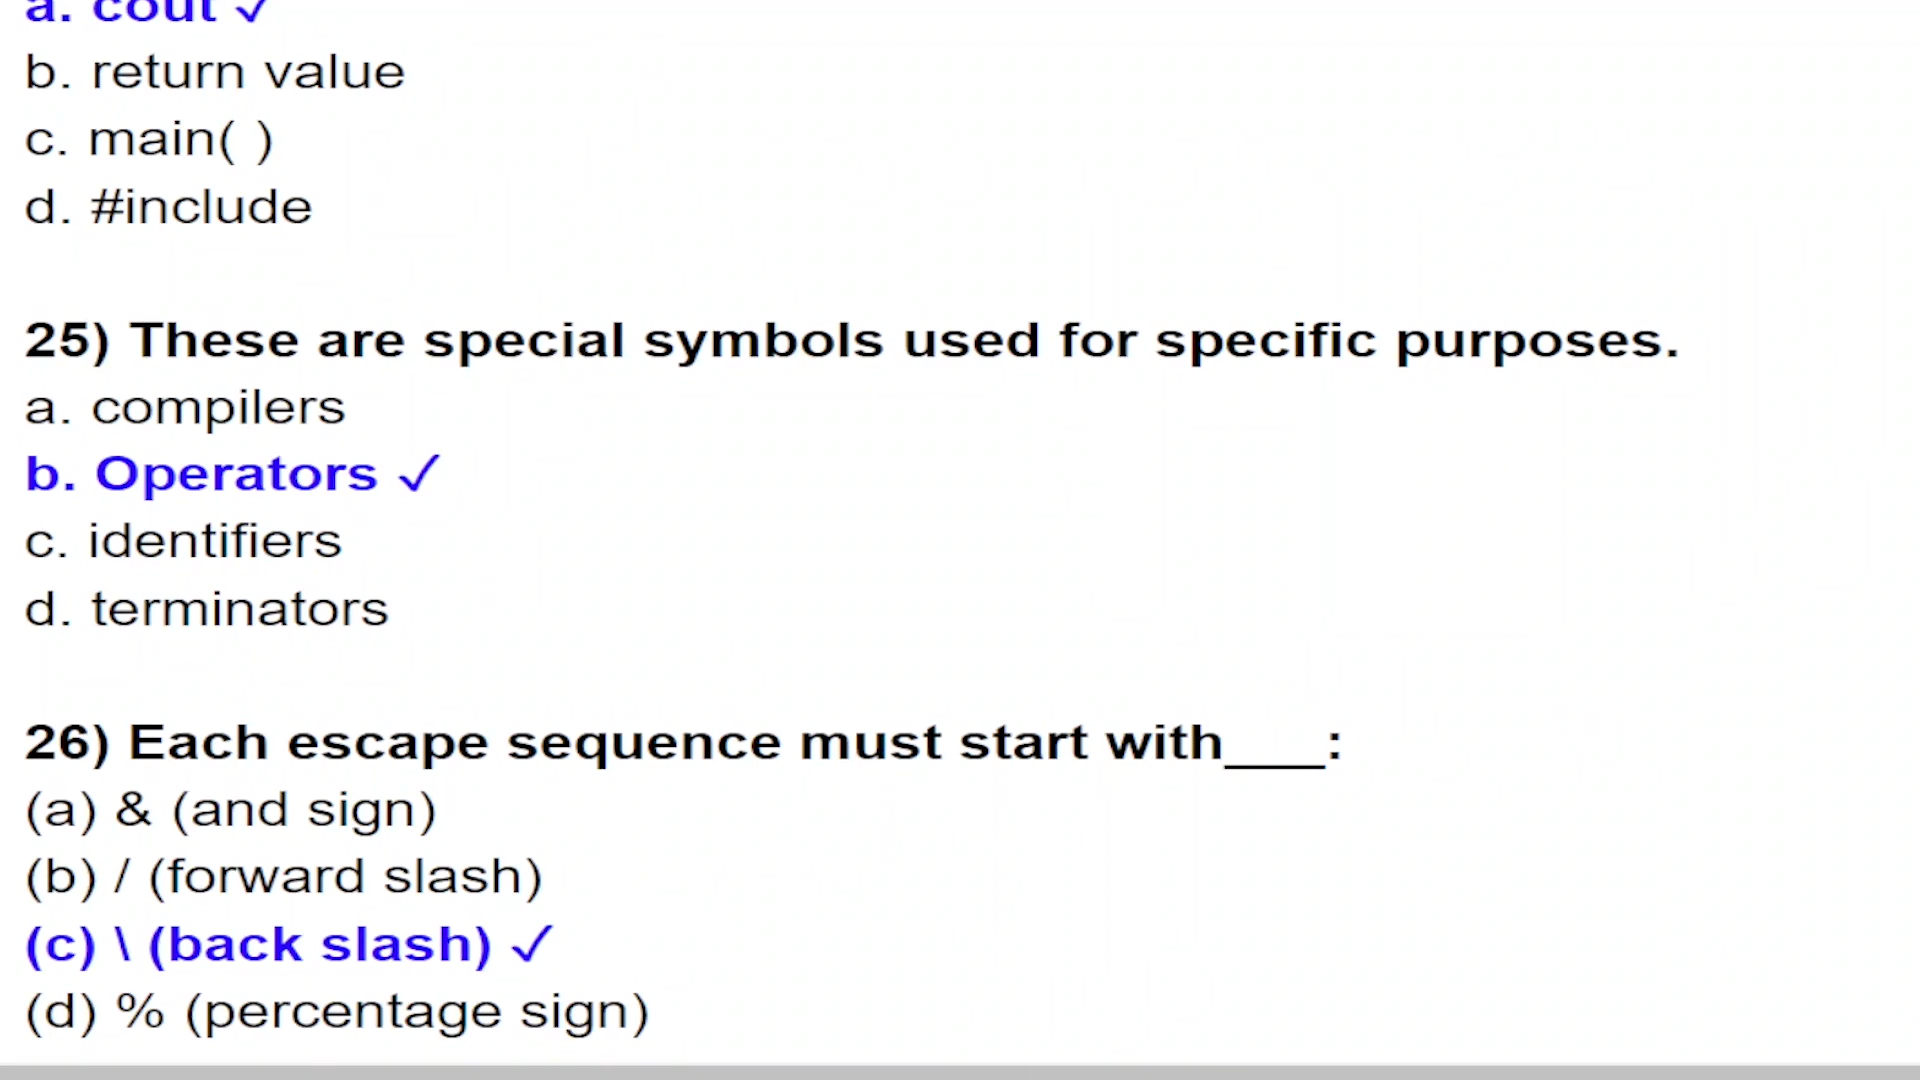 a. cout ✓
b. return value
c. main( )
d. #include
25) These are special symbols used for specific purposes.
a. compilers
b. Operators ✓
c. identifiers
d. terminators
26) Each escape sequence must start with___:
(a) & (and sign)
(b) / (forward slash)
(c) \ (back slash) ✓
(d) % (percentage sign)